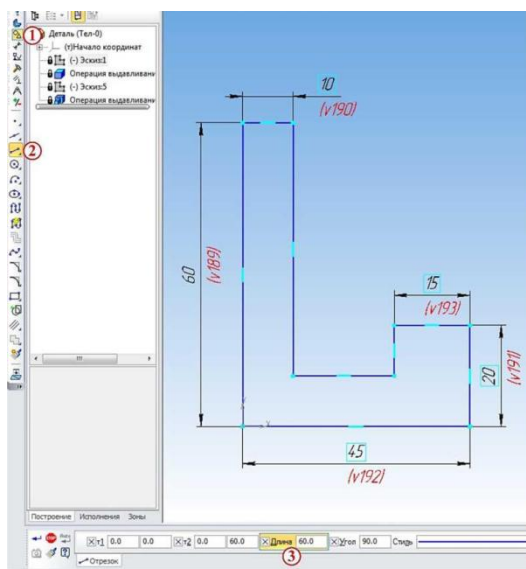 1
Деталь (Тел-0)
(т)Начало координат
(-) Эскиз:1
Операция выдавливани
(-) Эскиз:5
Операция выдавливани
2
10
(v190)
60
(v189)
15
(v193)
20
(v191)
45
(v192)
Построение Исполнения Зоны
STOP т1 0.0 0.0 т2 0.0 60.0 Длина 60.0 Угол 90.0 Стиль
3
Отрезок